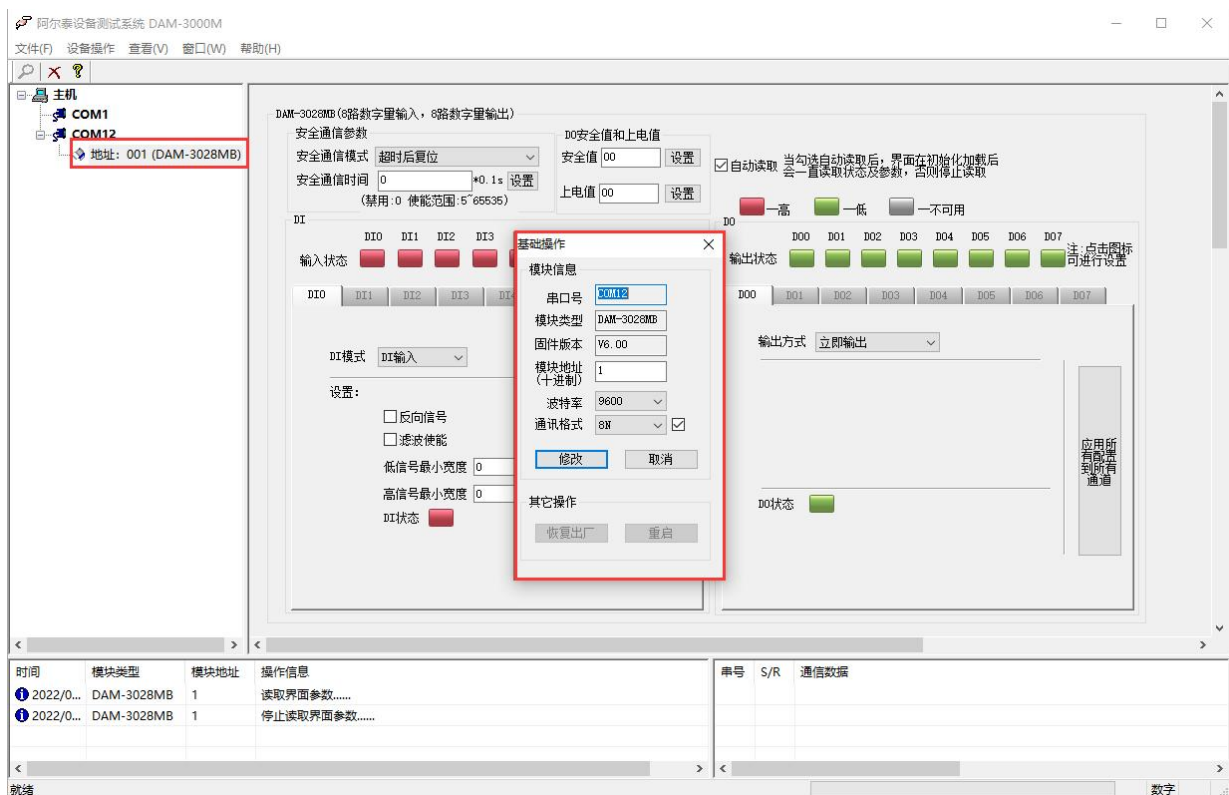 阿尔泰设备测试系统 DAM-3000M
文件(F) 设备操作 查看(V) 窗口(W) 帮助(H)
主机
COM1
COM12
地址：001 (DAM-3028MB)
DAM-3028MB(8路数字里输入，8路数字里输出)
安全通信参数
安全通信模式 超时后复位
安全通信时间 0 *0.1s 设置
(禁用:0 使能范围:5~65535)
DO安全值和上电值
安全值 00 设置
上电值 00 设置
自动读取 当勾选自动读取后，界面在初始化加载后
会一直读取状态及参数，否则停止读取
—高 —低 —不可用
DI
DI0 DI1 DI2 DI3
输入状态
DI0 DI1 DI2 DI3 DI4
DI模式 DI输入
设置:
反向信号
滤波使能
低信号最小宽度 0
高信号最小宽度 0
DI状态
基础操作
模块信息
串口号 COM12
模块类型 DAM-3028MB
固件版本 V6.00
模块地址
(十进制) 1
波特率 9600
通讯格式 8N
修改 取消
其它操作
恢复出厂 重启
DO
DO0 DO1 DO2 DO3 DO4 DO5 DO6 DO7
输出状态
注:点击图标
可进行设置
DO0 DO1 DO2 DO3 DO4 DO5 DO6 DO7
输出方式 立即输出
应用所
有配置
到所有
通道
DO状态
时间 模块类型 模块地址 操作信息
2022/0... DAM-3028MB 1 读取界面参数......
2022/0... DAM-3028MB 1 停止读取界面参数......
串号 S/R 通信数据
就绪
数字